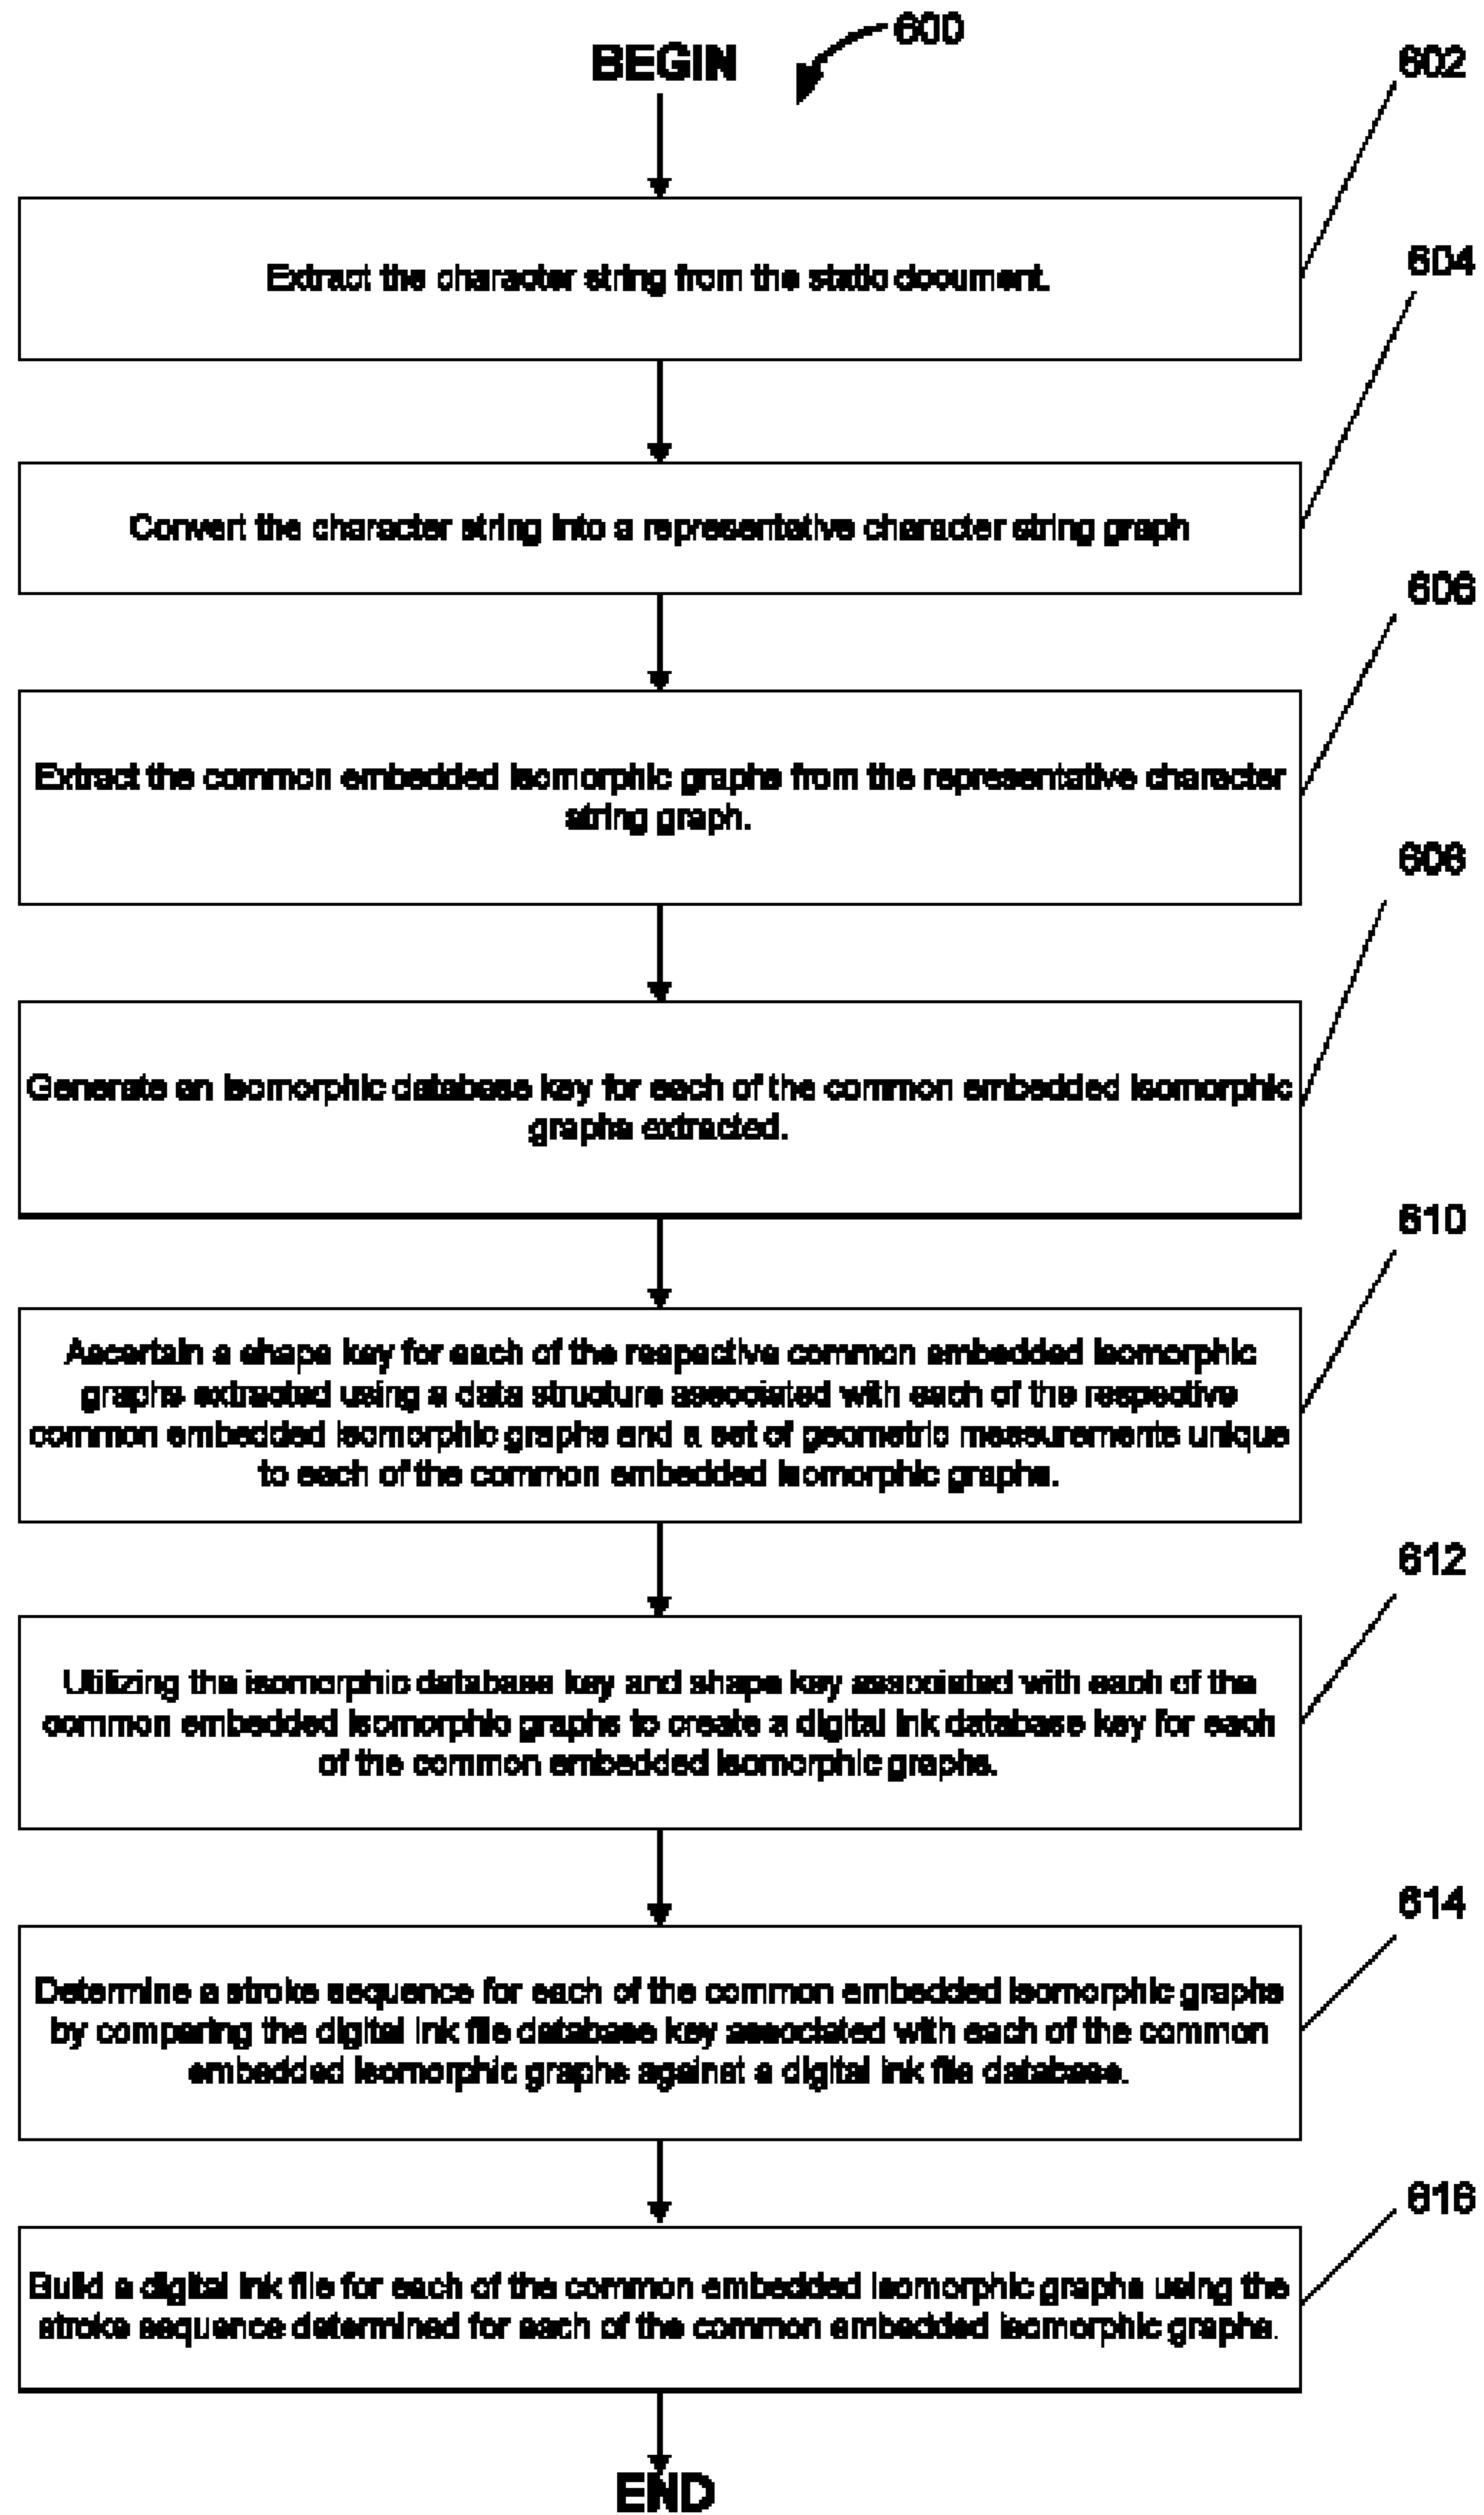 BEGIN
600
602
Extract the character string from the static document.
604
Convert the character string into a representative character string graph
606
Extract the common embedded isomorphic graphs from the representative character
string graph.
608
Generate an isomorphic database key for each of the common embedded isomorphic
graphs extracted.
610
Ascertain a shape key for each of the respective common embedded isomorphic
graphs extracted using a data structure associated with each of the respective
common embedded isomorphic graphs and a set of geometric measurements unique
to each of the common embedded isomorphic graphs.
612
Utilizing the isomorphic database key and shape key associated with each of the
common embedded isomorphic graphs to create a digital ink database key for each
of the common embedded isomorphic graphs.
614
Determine a stroke sequence for each of the common embedded isomorphic graphs
by comparing the digital ink file database key associated with each of the common
embedded isomorphic graphs against a digital ink file database.
616
Build a digital ink file for each of the common embedded isomorphic graphs using the
stroke sequence determined for each of the common embedded isomorphic graphs.
END